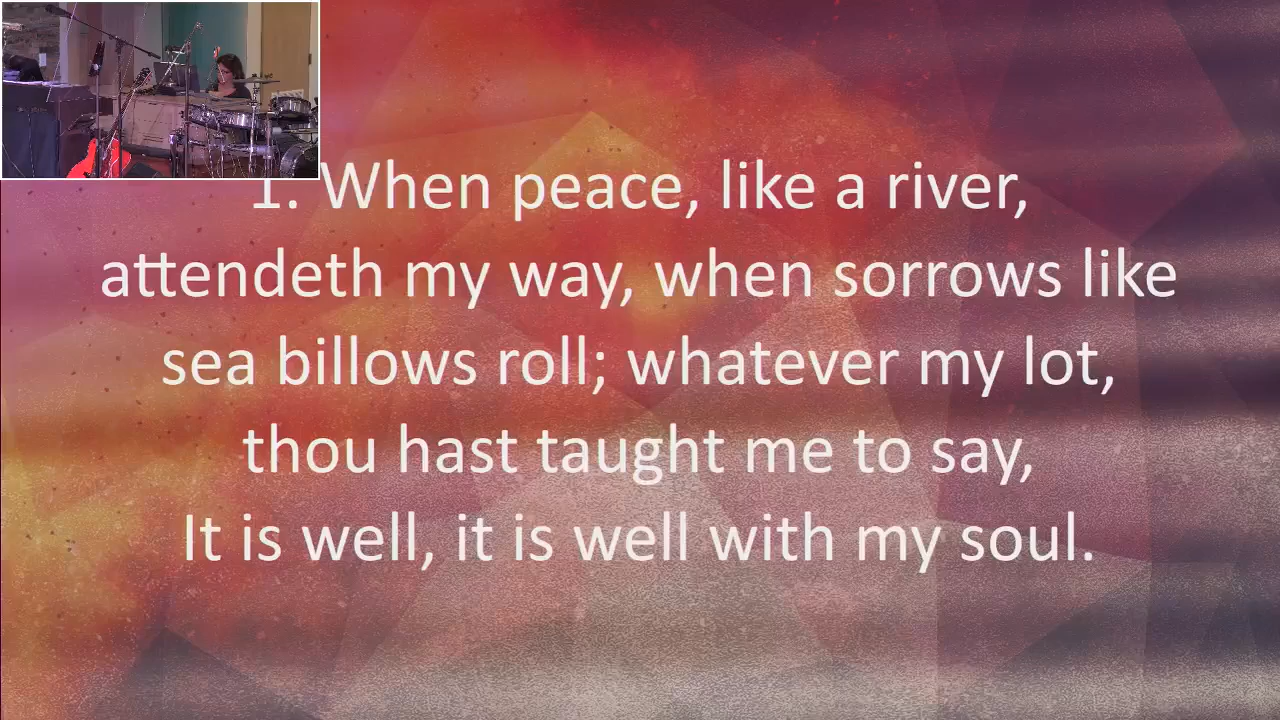 1. When peace, like a river,
attendeth my way, when sorrows like
sea billows roll; whatever my lot,
thou hast taught me to say,
It is well, it is well with my soul.